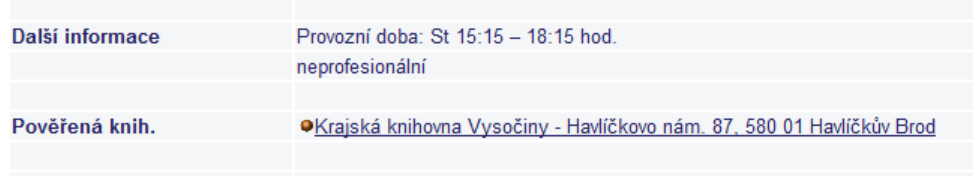 Další informace Provozní doba: St 15:15 – 18:15 hod.
neprofesionální
Pověřená knih. Krajská knihovna Vysočiny - Havlíčkovo nám. 87, 580 01 Havlíčkův Brod